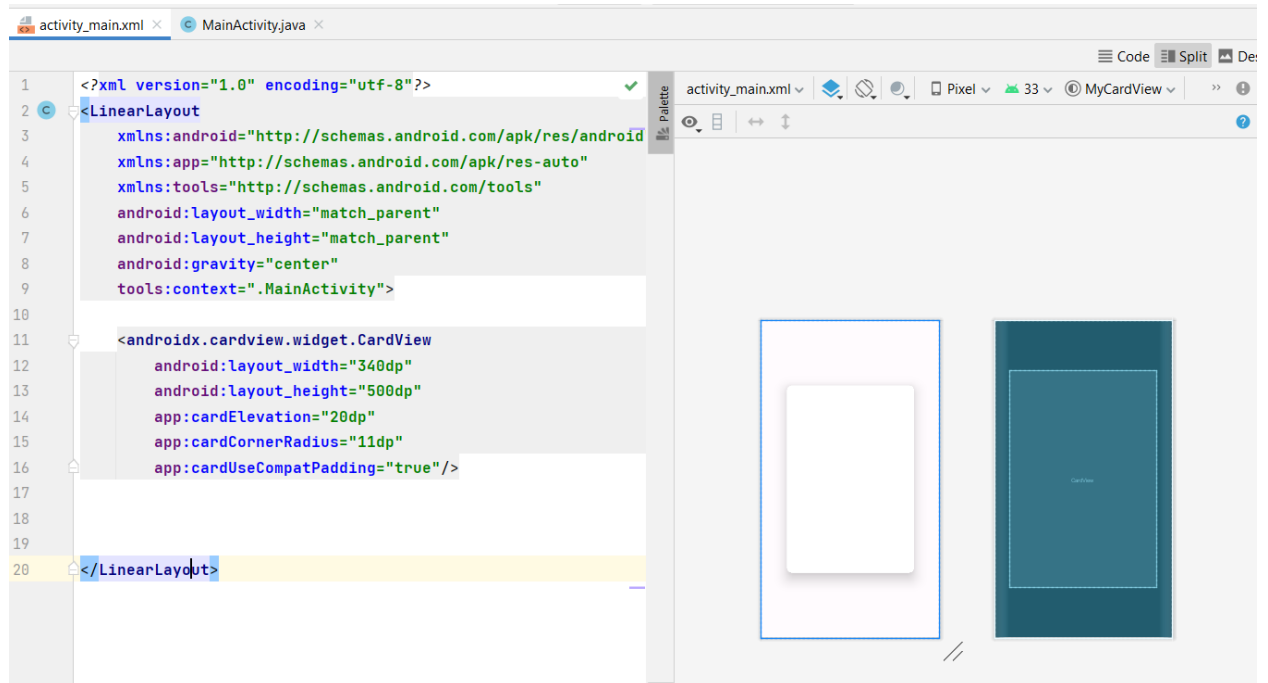 activity_main.xml MainActivity.java
Code Split De
1 <?xml version="1.0" encoding="utf-8"?>
2 <LinearLayout
3 xmlns:android="http://schemas.android.com/apk/res/android
4 xmlns:app="http://schemas.android.com/apk/res-auto"
5 xmlns:tools="http://schemas.android.com/tools"
6 android:layout_width="match_parent"
7 android:layout_height="match_parent"
8 android:gravity="center"
9 tools:context=".MainActivity">
10
11 <androidx.cardview.widget.CardView
12 android:layout_width="340dp"
13 android:layout_height="500dp"
14 app:cardElevation="20dp"
15 app:cardCornerRadius="11dp"
16 app:cardUseCompatPadding="true"/>
17
18
19
20 </LinearLayout>
Palette
activity_main.xml Pixel 33 MyCardView
CardView